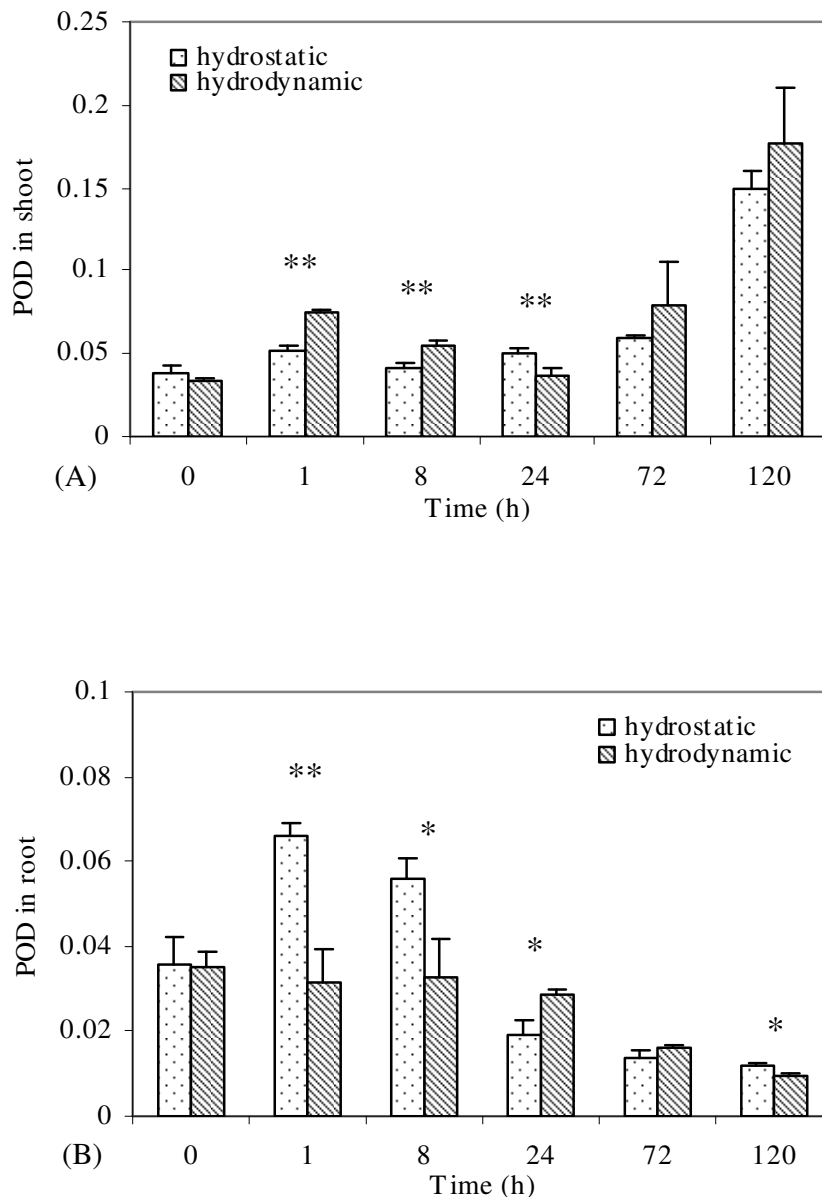 0.25
0.2
0.15
0.1
0.05
0
POD in shoot
hydrostatic
hydrodynamic
** ** **
(A) 0 1 8 24 72 120
Time (h)
0.1
0.08
0.06
0.04
0.02
0
POD in root
hydrostatic
hydrodynamic
** * * *
(B) 0 1 8 24 72 120
Time (h)